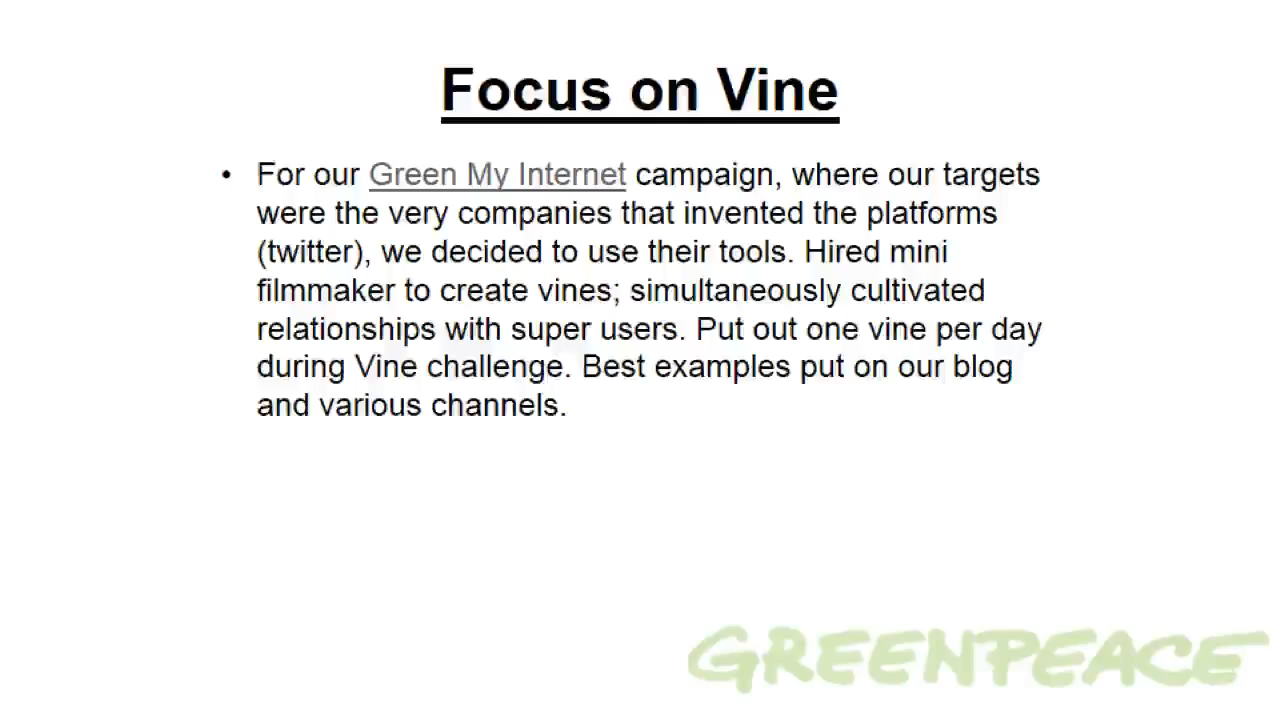 Focus on Vine
• For our Green My Internet campaign, where our targets
were the very companies that invented the platforms
(twitter), we decided to use their tools. Hired mini
filmmaker to create vines; simultaneously cultivated
relationships with super users. Put out one vine per day
during Vine challenge. Best examples put on our blog
and various channels.
GREENPEACE